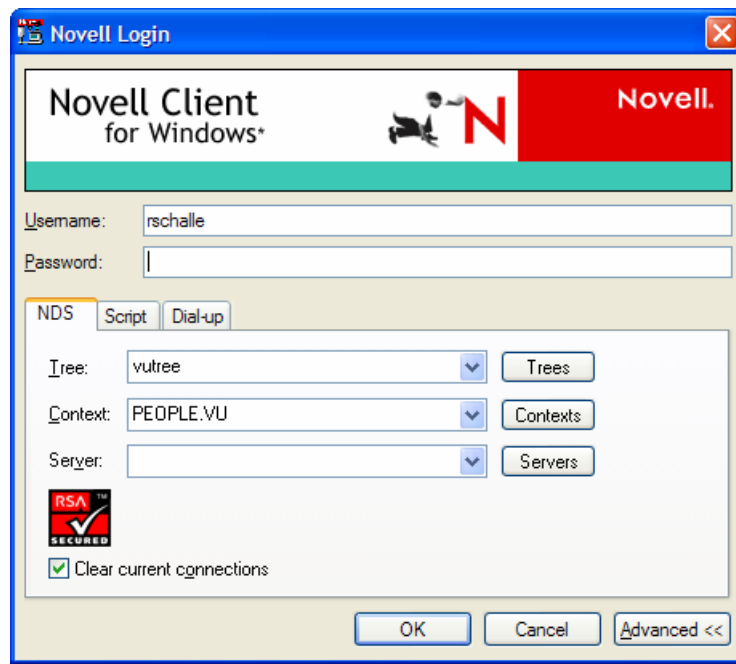 Novell Login
Novell Client
for Windows*
N
Novell.
Username: rschalle
Password:
NDS Script Dial-up
Tree: vutree Trees
Context: PEOPLE.VU Contexts
Server: Servers
RSA ™
SECURED
Clear current connections
OK Cancel Advanced <<